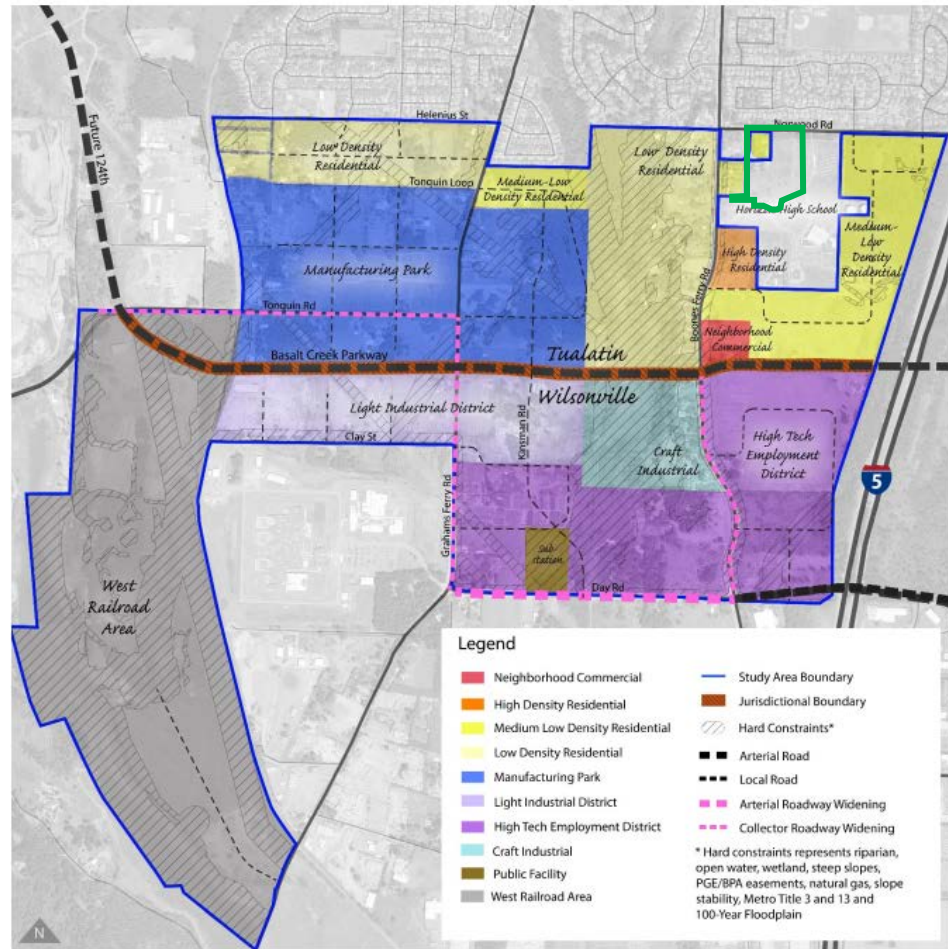 Future 124th
Helenius St
Norwood Rd
Low Density
Residential
Low Density
Residential
Tonquin Loop
Medium-Low
Density Residential
Horizon High School
Medium-
Low
Density
Residential
High Density
Residential
Manufacturing Park
Boones Ferry Rd
Tonquin Rd
Neighborhood
Commercial
Basalt Creek Parkway
Tualatin
Wilsonville
Light Industrial District
Kinsman Rd
Clay St
Craft
Industrial
High Tech
Employment
District
5
Grahams Ferry Rd
Sub
station
Day Rd
West
Railroad
Area
N
Legend
Neighborhood Commercial
High Density Residential
Medium Low Density Residential
Low Density Residential
Manufacturing Park
Light Industrial District
High Tech Employment District
Craft Industrial
Public Facility
West Railroad Area
Study Area Boundary
Jurisdictional Boundary
Hard Constraints*
Arterial Road
Local Road
Arterial Roadway Widening
Collector Roadway Widening
* Hard constraints represents riparian,
open water, wetland, steep slopes,
PGE/BPA easements, natural gas, slope
stability, Metro Title 3 and 13 and
100-Year Floodplain